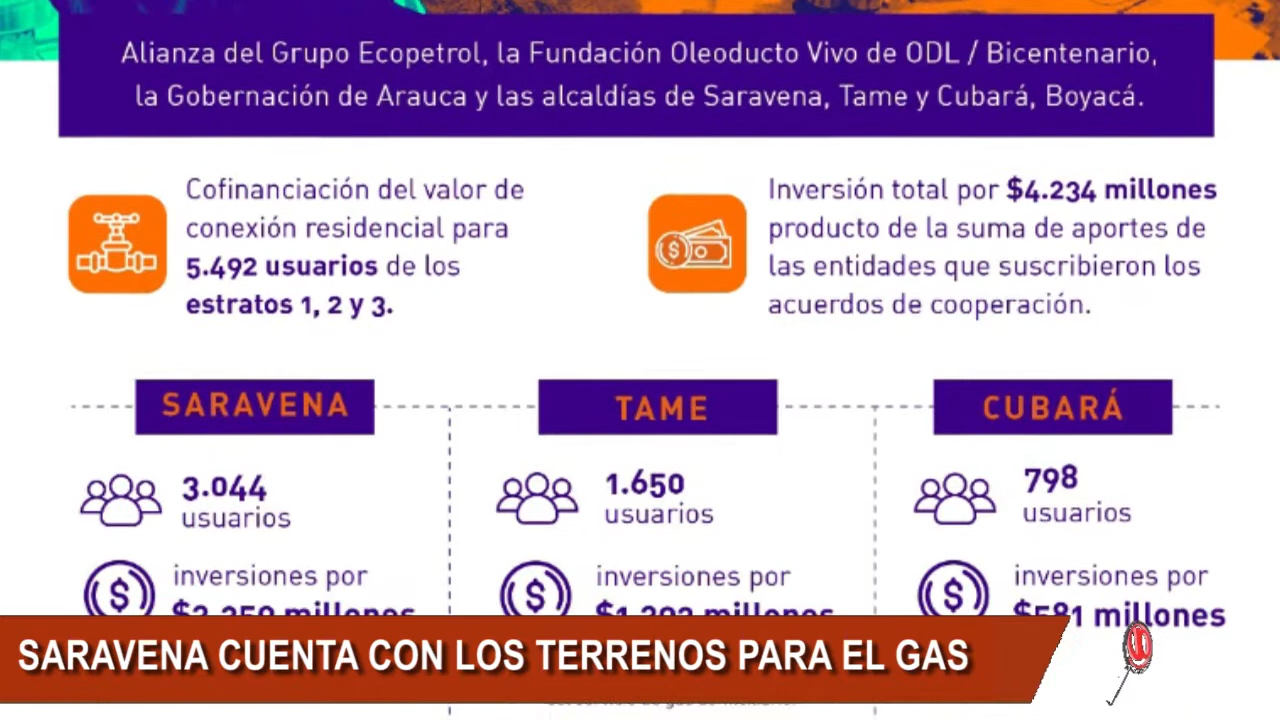 Alianza del Grupo Ecopetrol, la Fundación Oleoducto Vivo de ODL / Bicentenario,
la Gobernación de Arauca y las alcaldías de Saravena, Tame y Cubará, Boyacá.
Cofinanciación del valor de
conexión residencial para
5.492 usuarios de los
estratos 1, 2 y 3.
Inversión total por $4.234 millones
producto de la suma de aportes de
las entidades que suscribieron los
acuerdos de cooperación.
SARAVENA
3.044
usuarios
inversiones por
millones
TAME
1.650
usuarios
inversiones por
millones
CUBARÁ
798
usuarios
inversiones por
$581 millones
SARAVENA CUENTA CON LOS TERRENOS PARA EL GAS